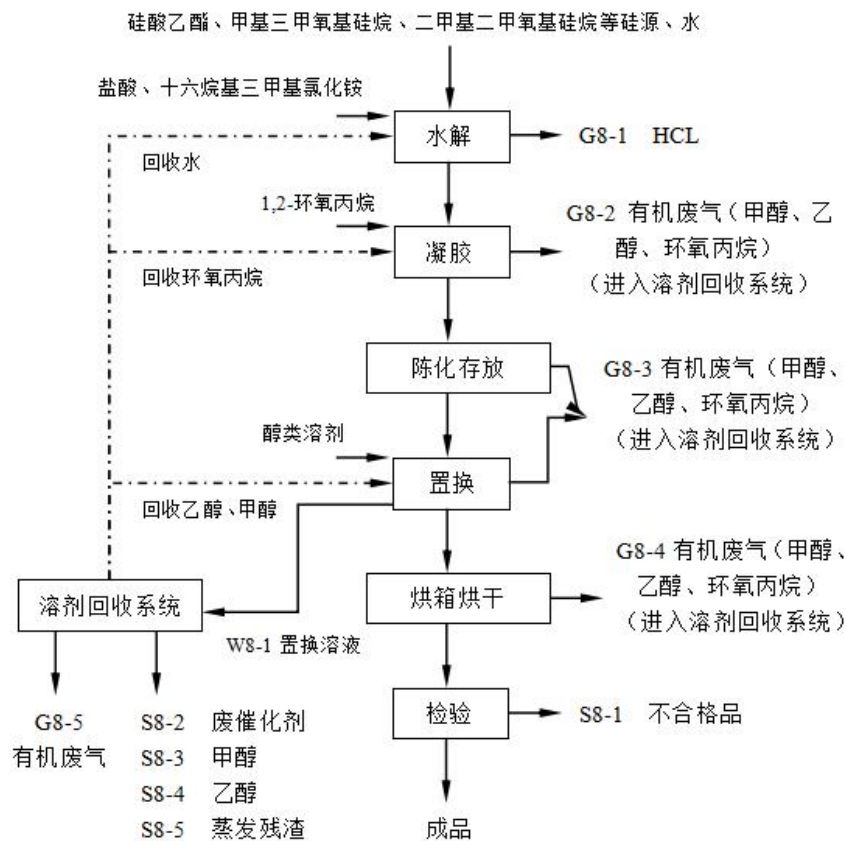 硅酸乙酯、甲基三甲氧基硅烷、二甲基二甲氧基硅烷等硅源、水
盐酸、十六烷基三甲基氯化铵
水解
G8-1 HCL
回收水
1,2-环氧丙烷
凝胶
G8-2 有机废气（甲醇、乙
醇、环氧丙烷）
（进入溶剂回收系统）
回收环氧丙烷
陈化存放
G8-3 有机废气（甲醇、
乙醇、环氧丙烷）
（进入溶剂回收系统）
醇类溶剂
置换
回收乙醇、甲醇
G8-4 有机废气（甲醇、
乙醇、环氧丙烷）
（进入溶剂回收系统）
烘箱烘干
溶剂回收系统
W8-1 置换溶液
检验
S8-1 不合格品
G8-5
有机废气
S8-2 废催化剂
S8-3 甲醇
S8-4 乙醇
S8-5 蒸发残渣
成品